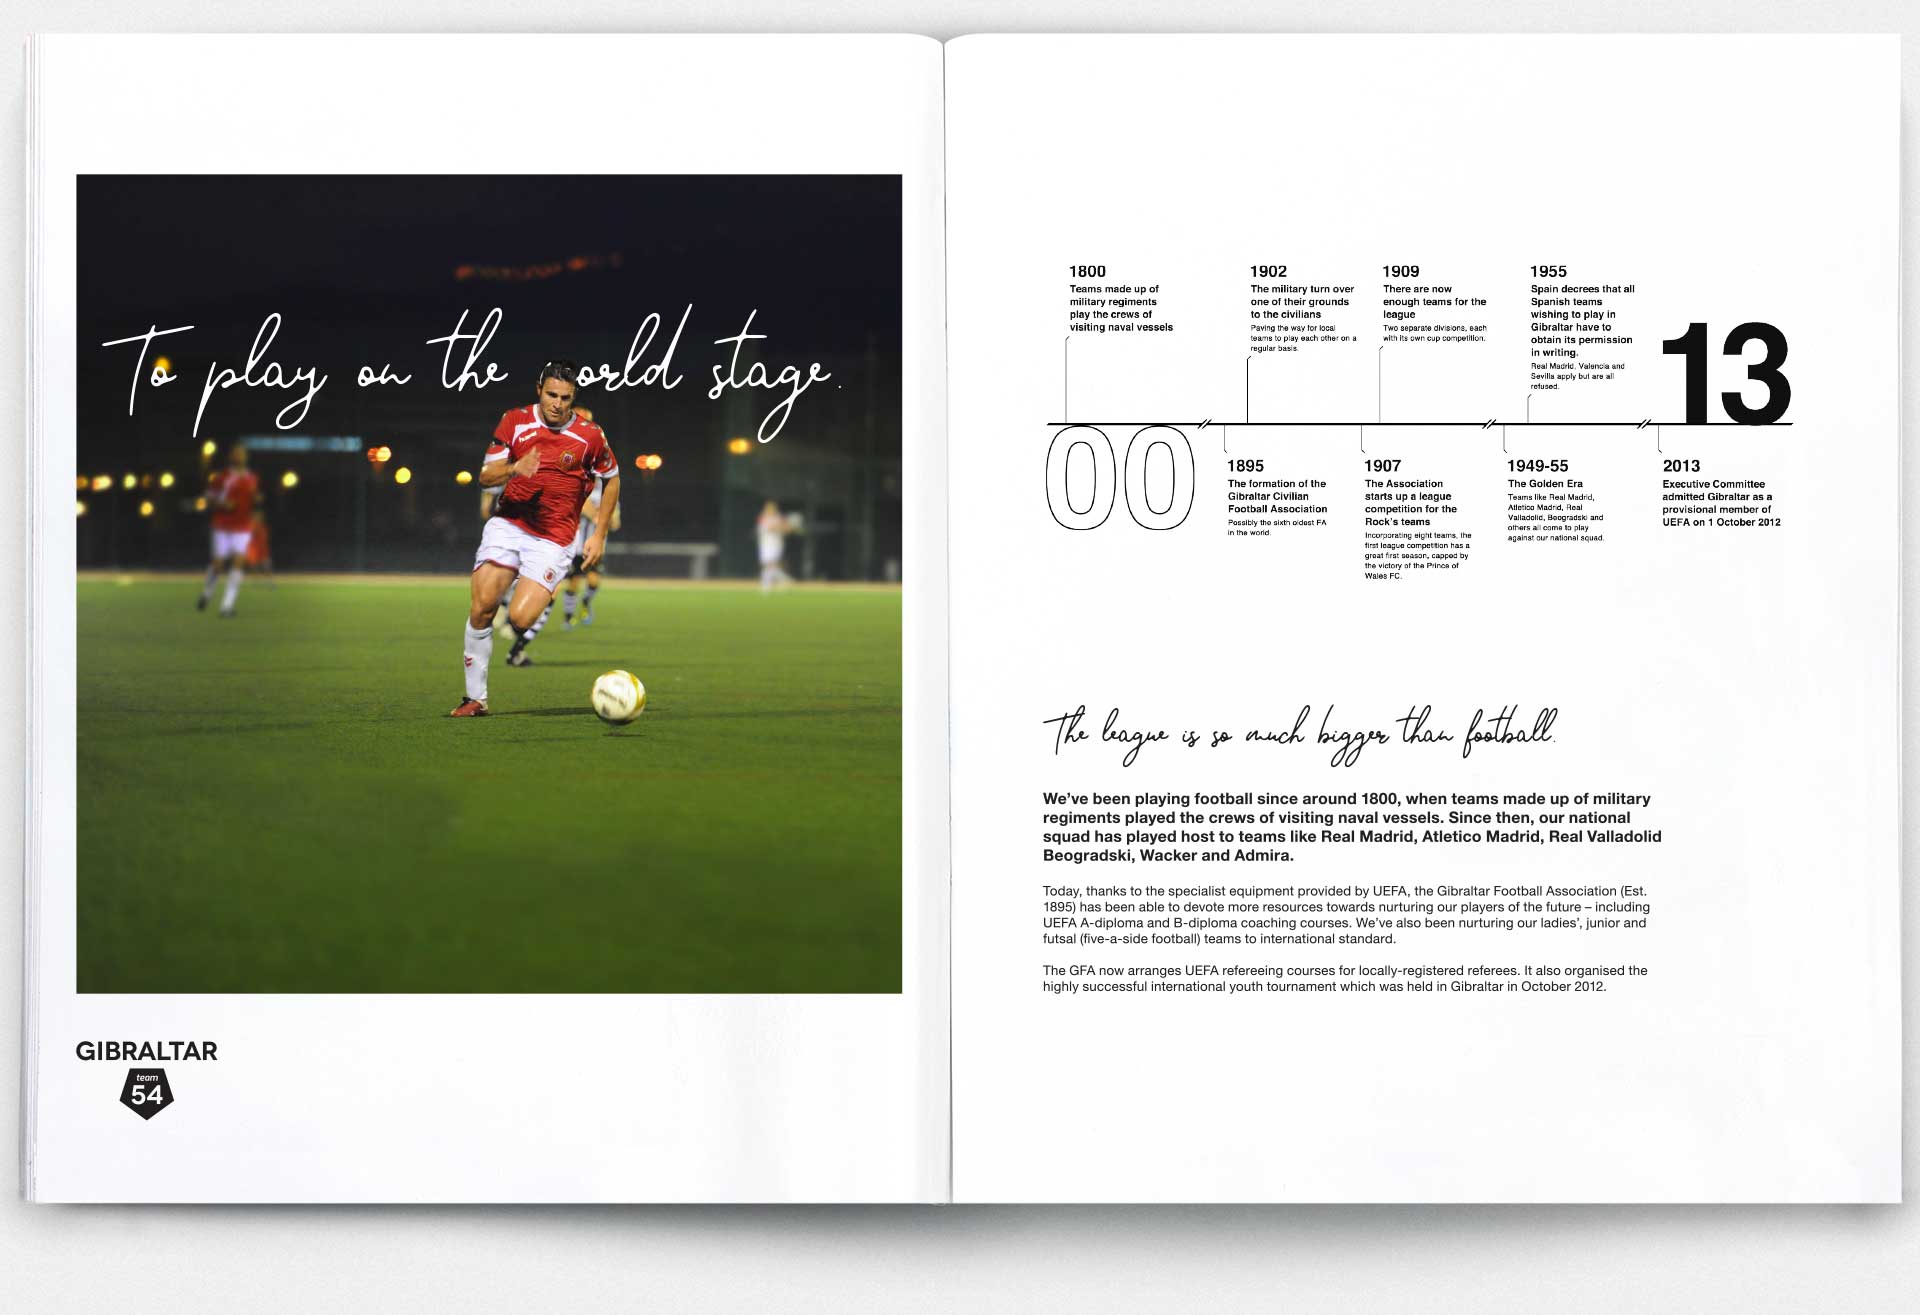 To play on the world stage.
GIBRALTAR
team
54
1800
Teams made up of
military regiments
play the crews of
visiting naval vessels
1902
The military turn over
one of their grounds
to the civilians
Paving the way for local
teams to play each other on a
regular basis.
1909
There are now
enough teams for the
league
Two separate divisions, each
with its own cup competition.
1955
Spain decrees that all
Spanish teams
wishing to play in
Gibraltar have to
obtain its permission
in writing.
Real Madrid, Valencia and
Sevilla apply but are all
refused.
13
00
1895
The formation of the
Gibraltar Civilian
Football Association
Possibly the sixth oldest FA
in the world.
1907
The Association
starts up a league
competition for the
Rock's teams
Incorporating eight teams, the
first league competition has a
great first season, capped by
the victory of the Prince of
Wales FC.
1949-55
The Golden Era
Teams like Real Madrid,
Atletico Madrid, Real
Valladolid, Beogradski and
others all come to play
against our national squad.
2013
Executive Committee
admitted Gibraltar as a
provisional member of
UEFA on 1 October 2012
The league is so much bigger than football.
We've been playing football since around 1800, when teams made up of military
regiments played the crews of visiting naval vessels. Since then, our national
squad has played host to teams like Real Madrid, Atletico Madrid, Real Valladolid
Beogradski, Wacker and Admira.
Today, thanks to the specialist equipment provided by UEFA, the Gibraltar Football Association (Est.
1895) has been able to devote more resources towards nurturing our players of the future – including
UEFA A-diploma and B-diploma coaching courses. We've also been nurturing our ladies', junior and
futsal (five-a-side football) teams to international standard.
The GFA now arranges UEFA refereeing courses for locally-registered referees. It also organised the
highly successful international youth tournament which was held in Gibraltar in October 2012.